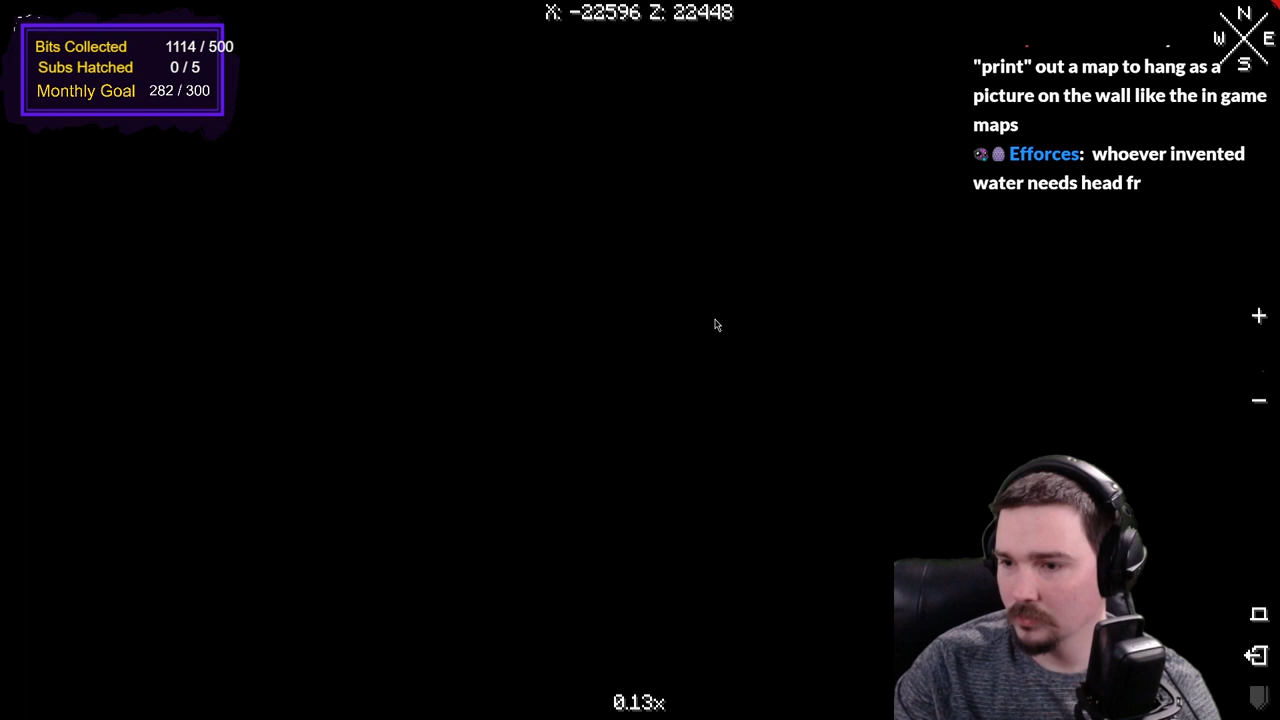 X: -22596 Z: 22448
N
W E
S
Bits Collected 1114 / 500
Subs Hatched 0 / 5
Monthly Goal 282 / 300
"print" out a map to hang as a
picture on the wall like the in game
maps
Efforces: whoever invented
water needs head fr
+
-
0.13x